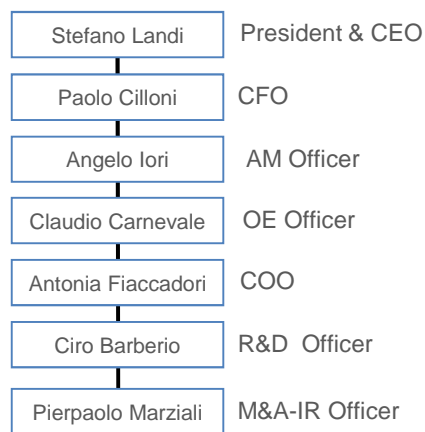 Stefano Landi President & CEO
Paolo Cilloni CFO
Angelo Iori AM Officer
Claudio Carnevale OE Officer
Antonia Fiaccadori COO
Ciro Barberio R&D Officer
Pierpaolo Marziali M&A-IR Officer